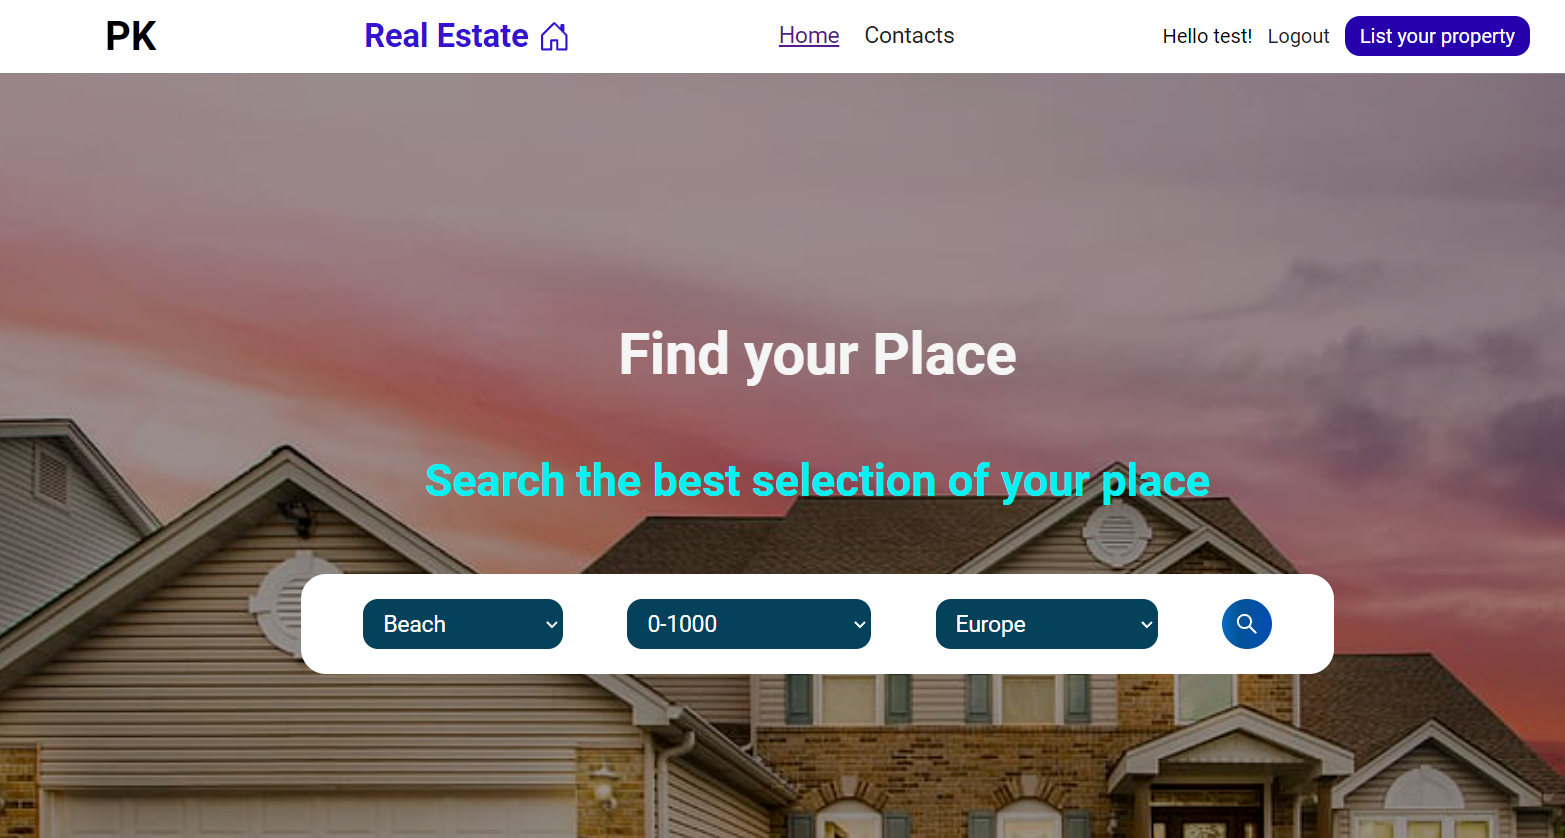 PK
Real Estate
Home
Contacts
Hello test!
Logout
List your property
Find your Place
Search the best selection of your place
Beach
0-1000
Europe